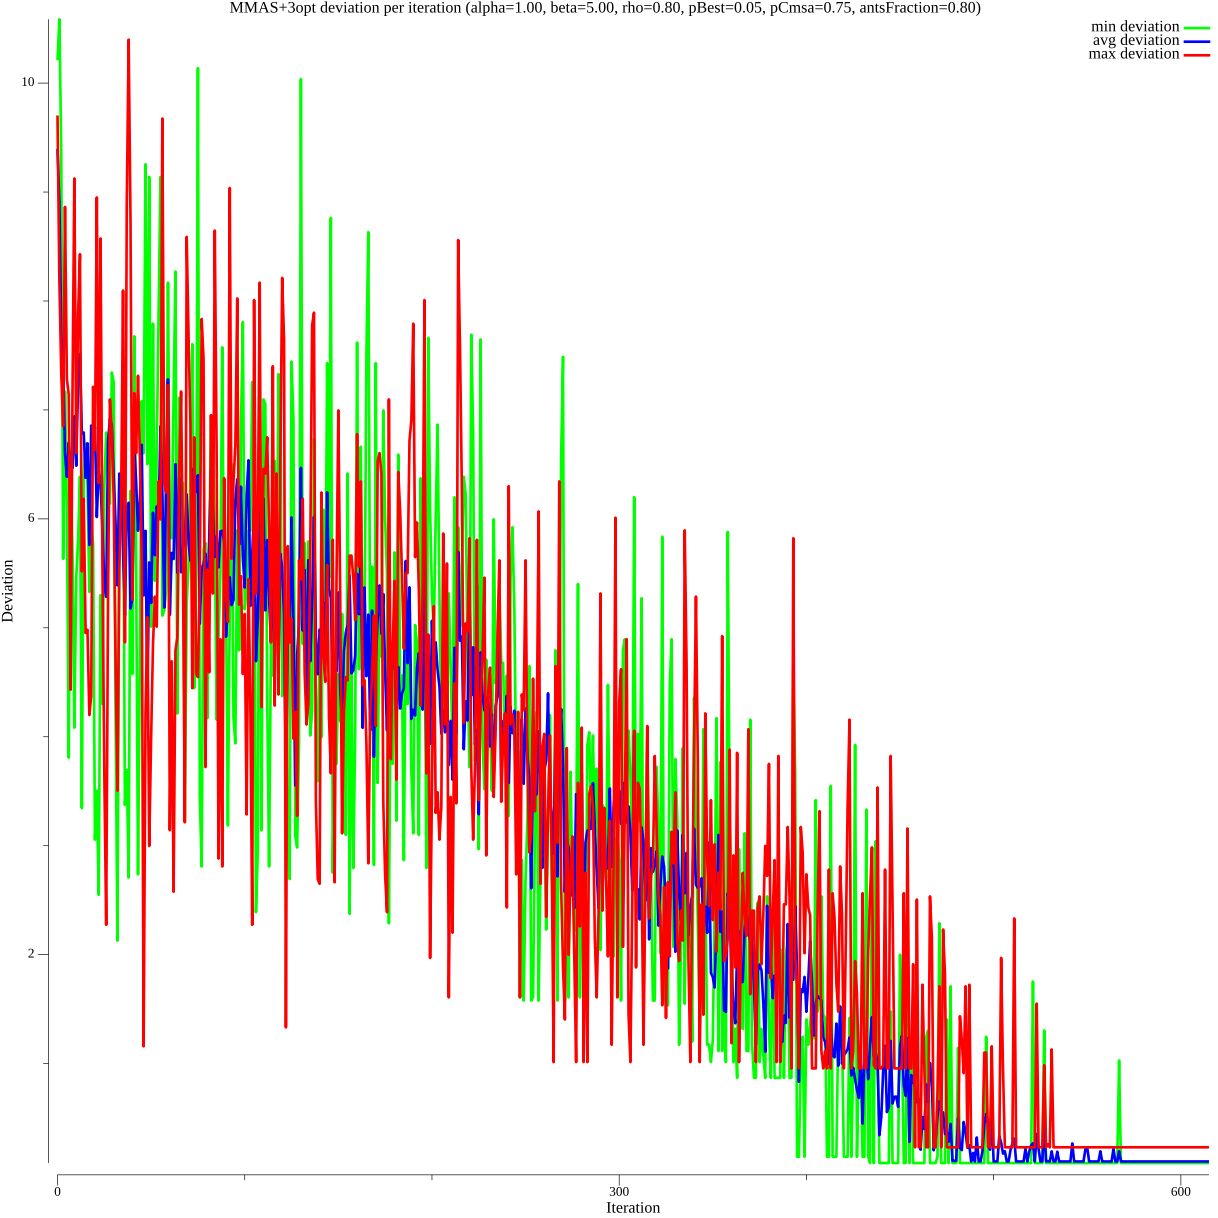 MMAS+3opt deviation per iteration (alpha=1.00, beta=5.00, rho=0.80, pBest=0.05, pCmsa=0.75, antsFraction=0.80)
min deviation
avg deviation
max deviation
10
6
2
Deviation
0
300
600
Iteration